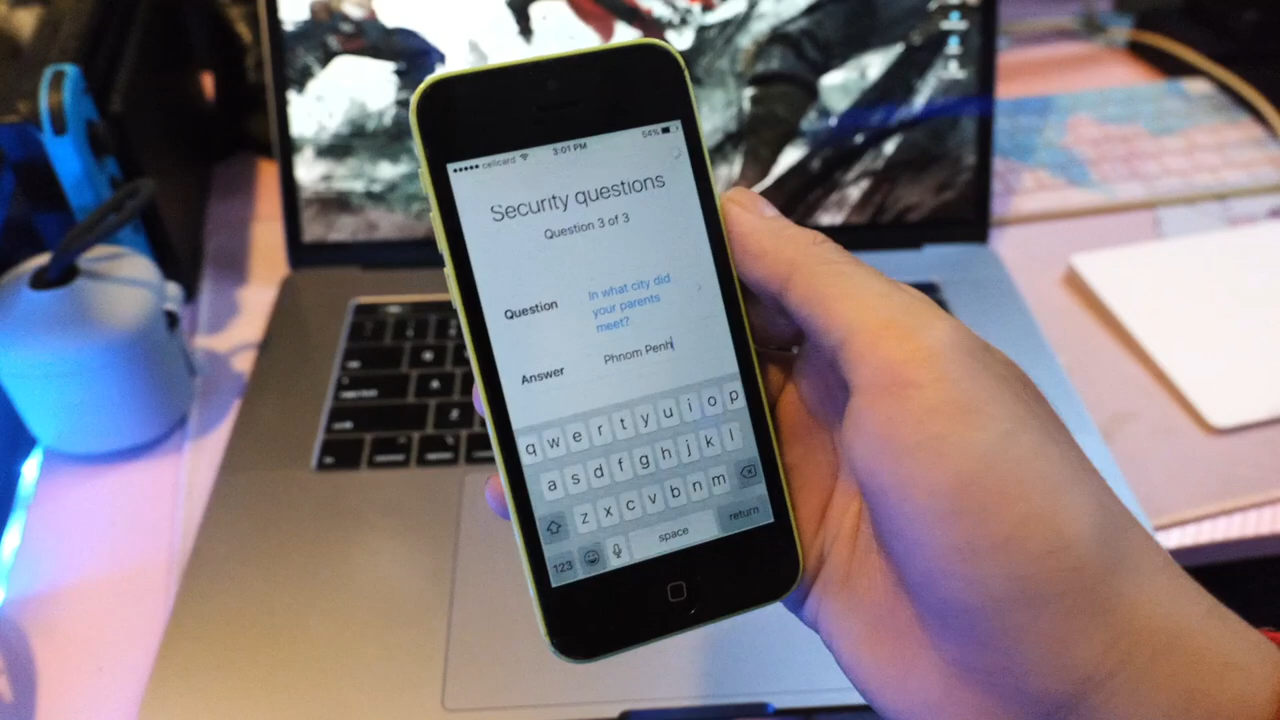 cellcard 3:01 PM 54%
Security questions
Question 3 of 3
Question
In what city did
your parents
meet?
Answer
Phnom Penh
q w e r t y u i o p
a s d f g h j k l
z x c v b n m
123 space return